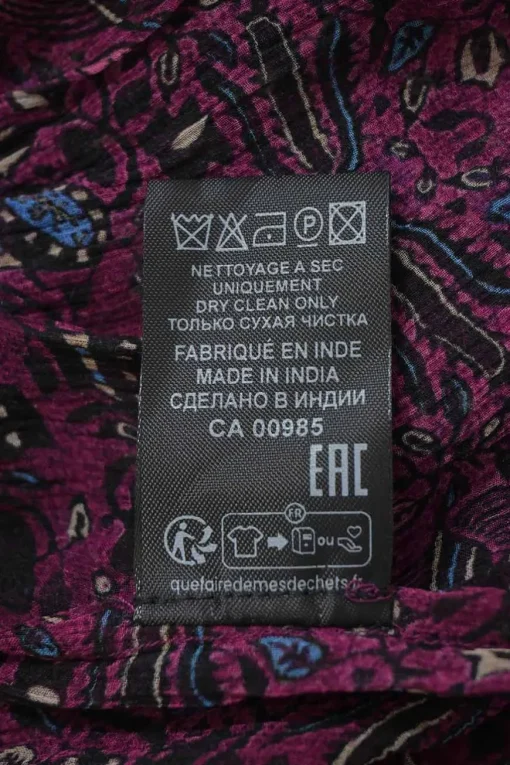 P
NETTOYAGE A SEC
UNIQUEMENT
DRY CLEAN ONLY
ТОЛЬКО СУХАЯ ЧИСТКА
FABRIQUÉ EN INDE
MADE IN INDIA
СДЕЛАНО В ИНДИИ
CA 00985
EAC
FR
ou
quefairedemesdechets.fr